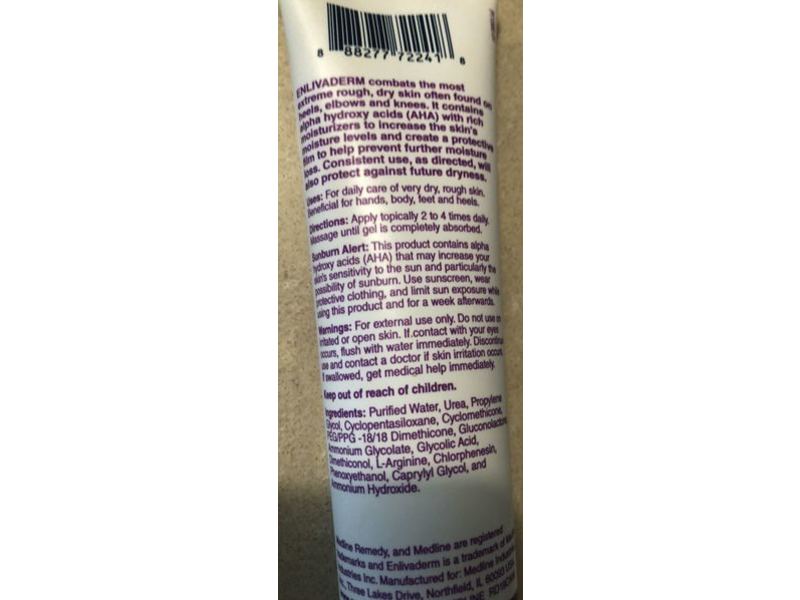 8 88277 72241 8
ENLIVADERM combats the most
extreme rough, dry skin often found on
heels, elbows and knees. It contains
alpha hydroxy acids (AHA) with rich
moisturizers to increase the skin's
moisture levels and create a protective
film to help prevent further moisture
loss. Consistent use, as directed, will
also protect against future dryness.
Uses: For daily care of very dry, rough skin.
Beneficial for hands, body, feet and heels.
Directions: Apply topically 2 to 4 times daily.
Massage until gel is completely absorbed.
Sunburn Alert: This product contains alpha
hydroxy acids (AHA) that may increase your
skin's sensitivity to the sun and particularly the
possibility of sunburn. Use sunscreen, wear
protective clothing, and limit sun exposure while
using this product and for a week afterwards.
Warnings: For external use only. Do not use on
irritated or open skin. If contact with your eyes
occurs, flush with water immediately. Discontinue
use and contact a doctor if skin irritation occurs.
If swallowed, get medical help immediately.
Keep out of reach of children.
Ingredients: Purified Water, Urea, Propylene
Glycol, Cyclopentasiloxane, Cyclomethicone,
PEG/PPG -18/18 Dimethicone, Gluconolactone,
Ammonium Glycolate, Glycolic Acid,
Dimethiconol, L-Arginine, Chlorphenesin,
Phenoxyethanol, Caprylyl Glycol, and
Ammonium Hydroxide.
Medline Remedy, and Medline are registered
trademarks and Enlivaderm is a trademark of
Industries Inc. Manufactured for: Medline Industries
Three Lakes Drive, Northfield, IL 60093 USA